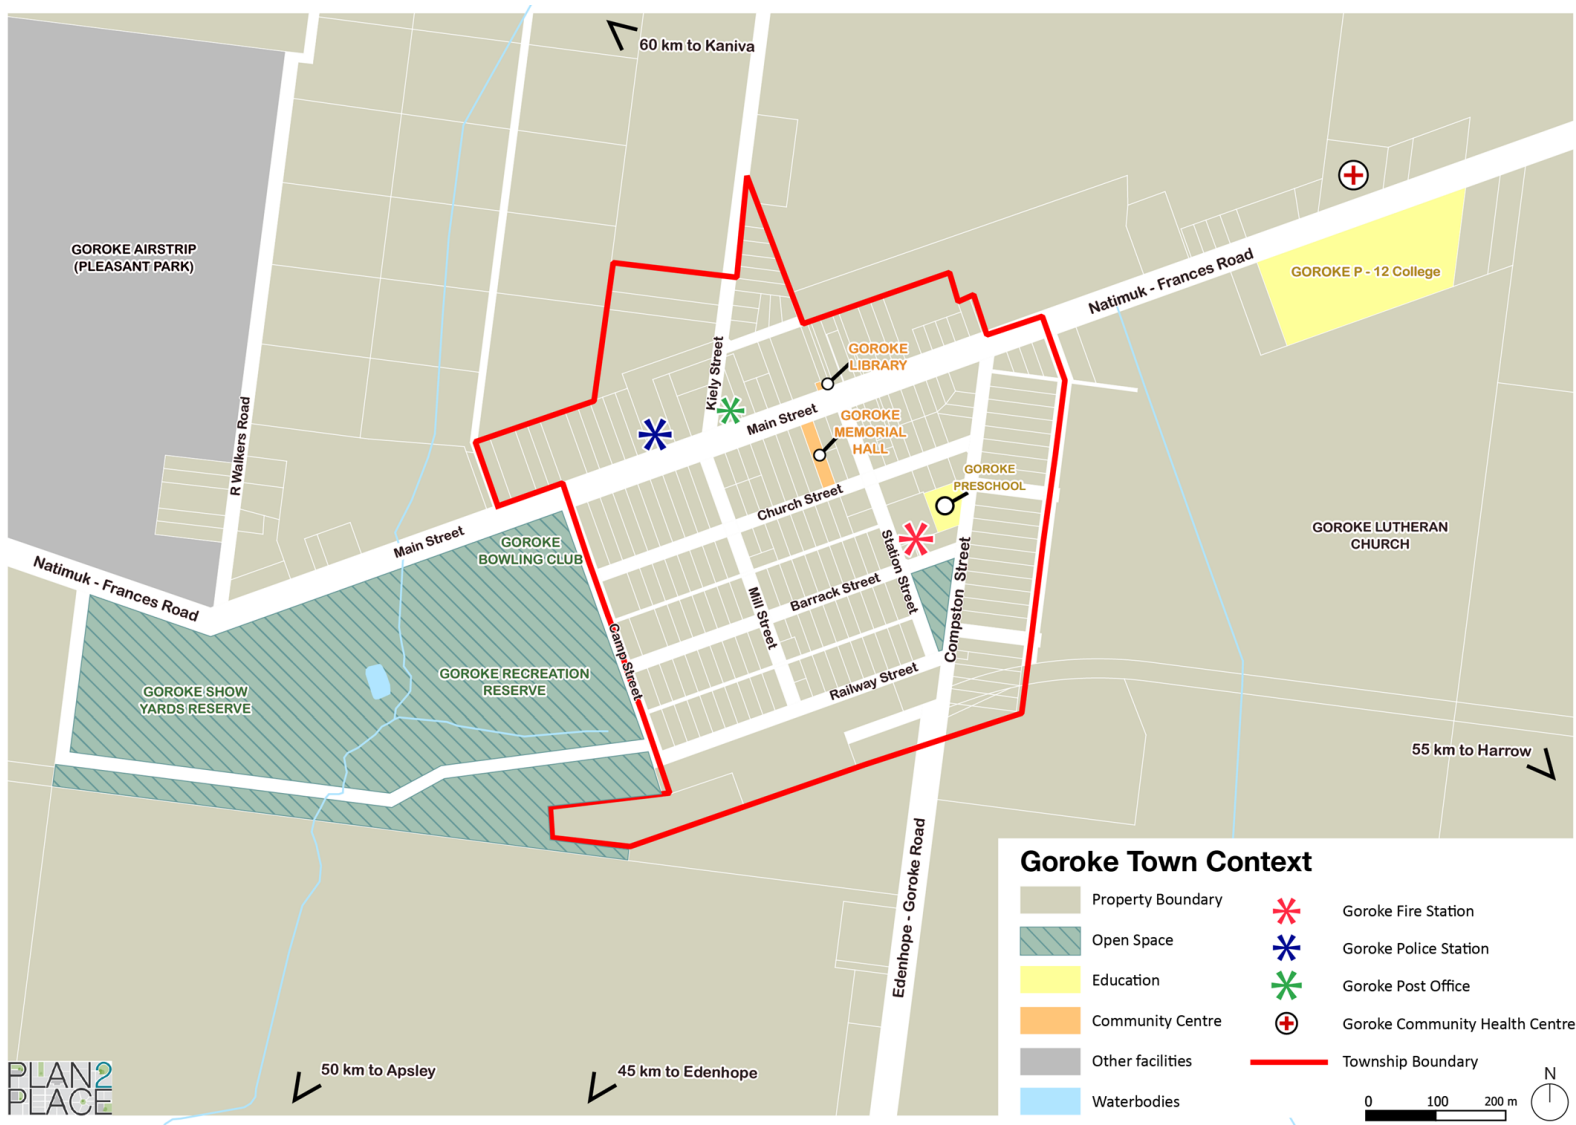 60 km to Kaniva
GOROKE AIRSTRIP
(PLEASANT PARK)
GOROKE P - 12 College
Natimuk - Frances Road
Kiely Street
GOROKE
LIBRARY
R Walkers Road
Main Street
GOROKE
MEMORIAL
HALL
GOROKE
PRESCHOOL
Church Street
GOROKE LUTHERAN
CHURCH
Main Street
GOROKE
BOWLING CLUB
Natimuk - Frances Road
Station Street
Compston Street
Barrack Street
Mill Street
Camp Street
GOROKE RECREATION
RESERVE
GOROKE SHOW
YARDS RESERVE
Railway Street
55 km to Harrow
Edenhope - Goroke Road
50 km to Apsley
45 km to Edenhope
PLAN2
PLACE
Goroke Town Context
Property Boundary
Open Space
Education
Community Centre
Other facilities
Waterbodies
Goroke Fire Station
Goroke Police Station
Goroke Post Office
Goroke Community Health Centre
Township Boundary
N
0 100 200 m